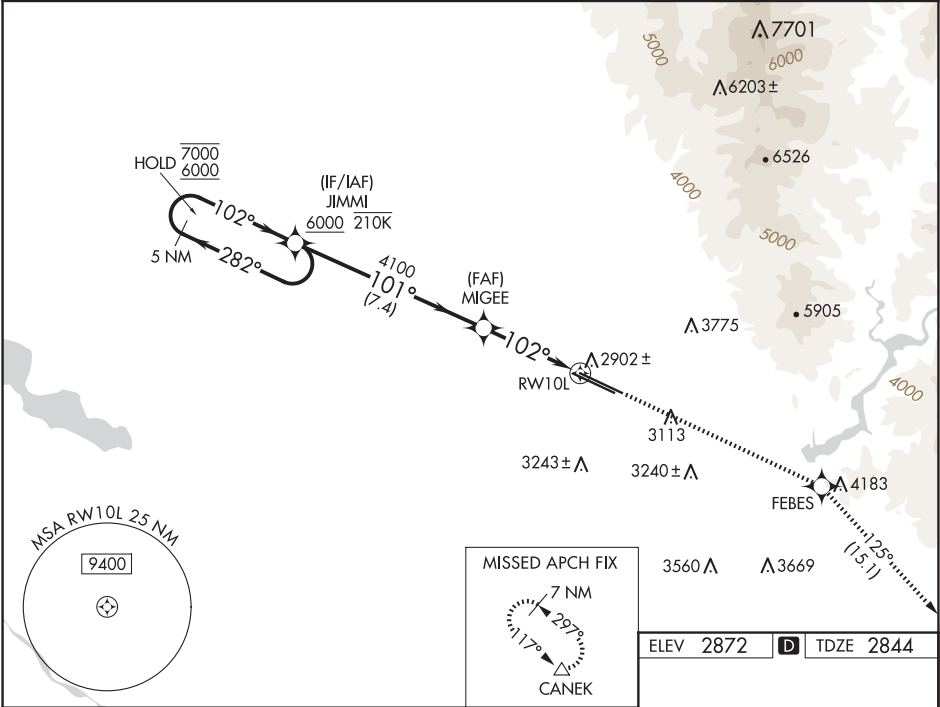 5000
7701
6000
6203 ±
6526
4000
5000
5905
4000
HOLD 7000
6000
(IF/IAF)
JIMMI
6000 210K
102°
5 NM
282°
4100
101°
(7.4)
(FAF)
MIGEE
102°
3775
2902 ±
RW10L
3113
3243 ±
3240 ±
4183
FEBES
125°
(15.1)
3560
3669
MSA RW10L 25 NM
9400
MISSED APCH FIX
7 NM
297°
117°
CANEK
ELEV 2872 D TDZE 2844